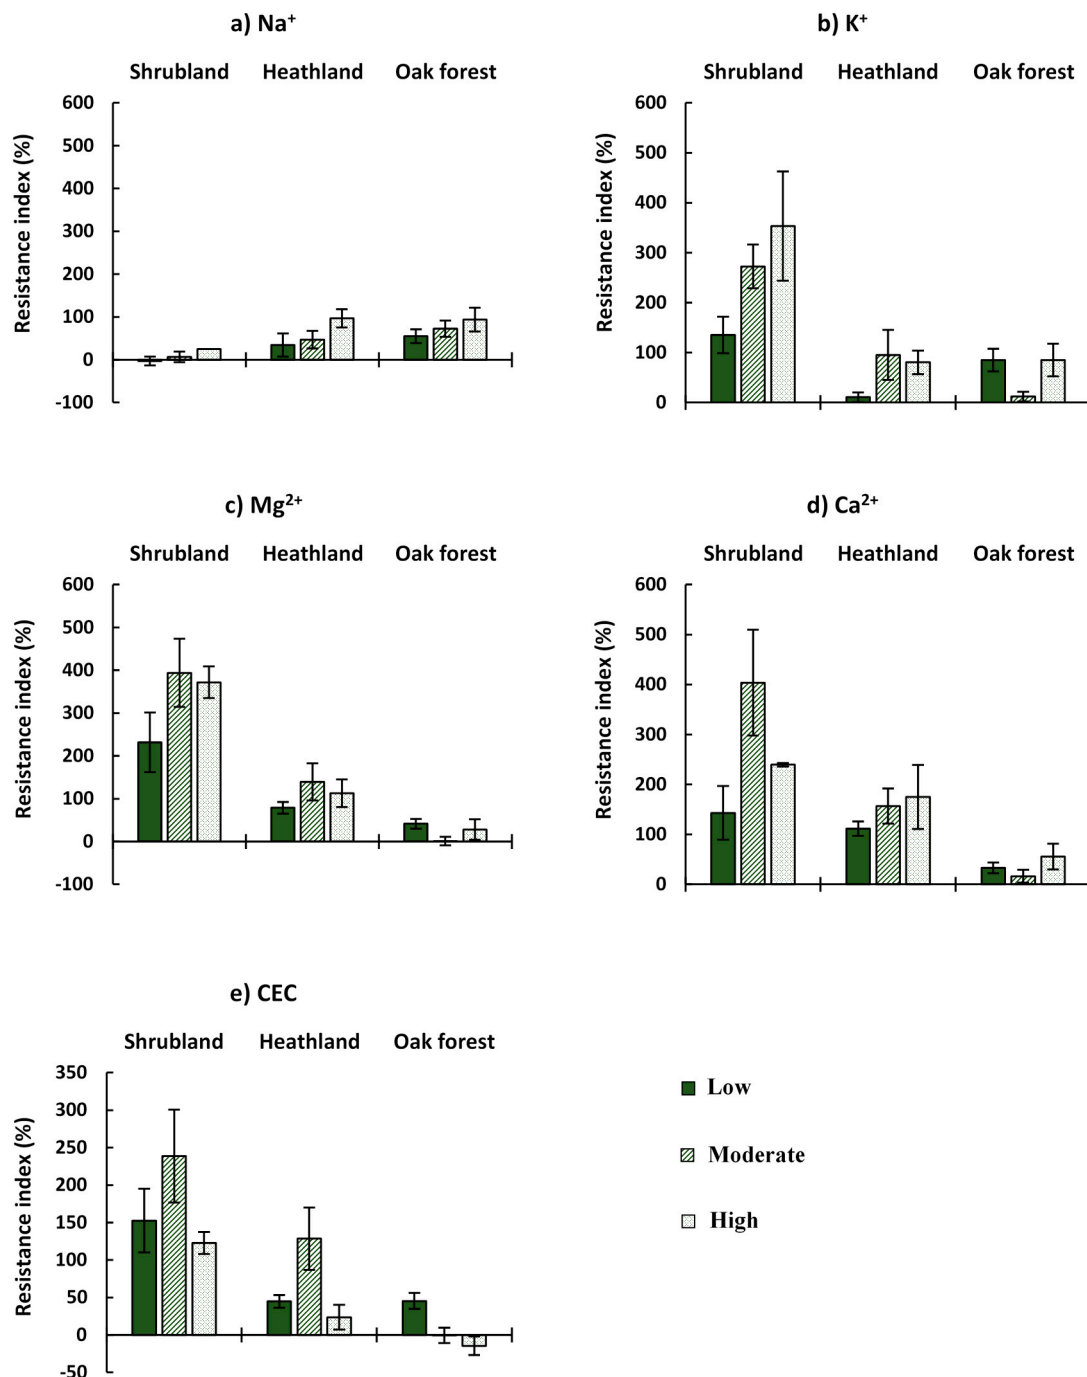 a) Na⁺
Shrubland Heathland Oak forest
Resistance index (%)
600
500
400
300
200
100
0
-100
b) K⁺
Shrubland Heathland Oak forest
Resistance index (%)
600
500
400
300
200
100
0
c) Mg²⁺
Shrubland Heathland Oak forest
Resistance index (%)
600
500
400
300
200
100
0
-100
d) Ca²⁺
Shrubland Heathland Oak forest
Resistance index (%)
600
500
400
300
200
100
0
e) CEC
Shrubland Heathland Oak forest
Resistance index (%)
350
300
250
200
150
100
50
0
-50
Low
Moderate
High